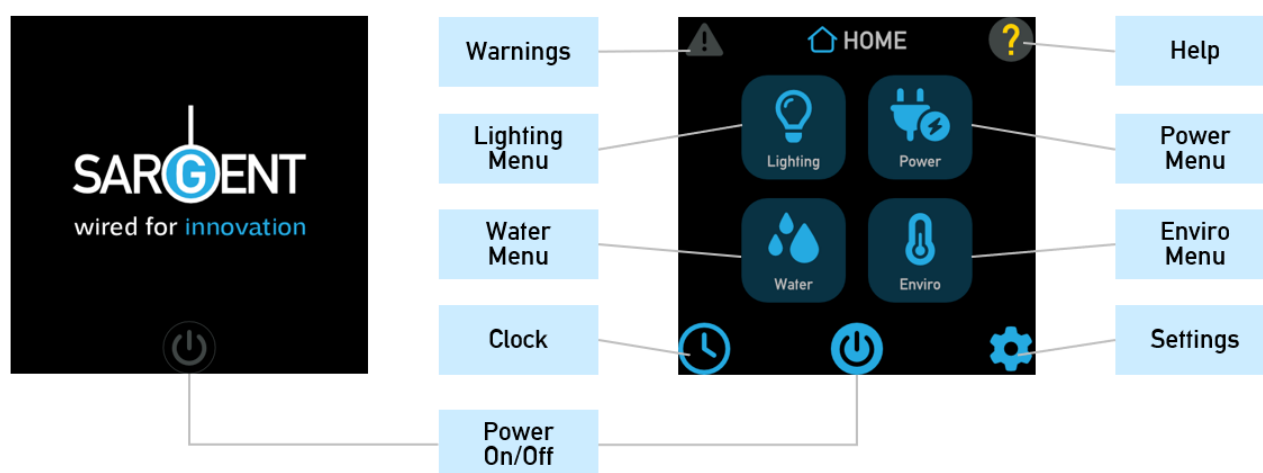 SARGENT
wired for innovation
Warnings
Lighting
Menu
Water
Menu
Clock
Power
On/Off
HOME
?
Lighting
Power
Water
Enviro
Help
Power
Menu
Enviro
Menu
Settings